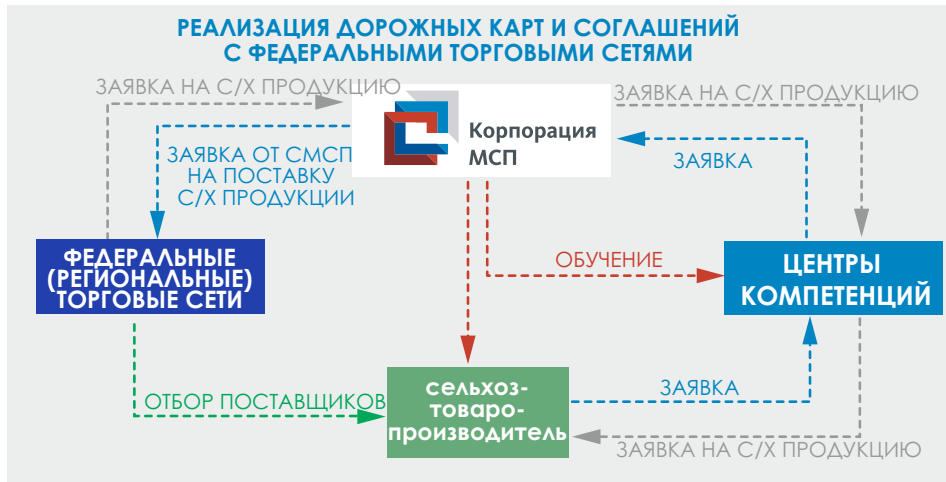 РЕАЛИЗАЦИЯ ДОРОЖНЫХ КАРТ И СОГЛАШЕНИЙ
С ФЕДЕРАЛЬНЫМИ ТОРГОВЫМИ СЕТЯМИ
ЗАЯВКА НА С/Х ПРОДУКЦИЮ
ЗАЯВКА НА С/Х ПРОДУКЦИЮ
Корпорация
МСП
ЗАЯВКА ОТ СМСП
НА ПОСТАВКУ
С/Х ПРОДУКЦИИ
ЗАЯВКА
ФЕДЕРАЛЬНЫЕ
(РЕГИОНАЛЬНЫЕ)
ТОРГОВЫЕ СЕТИ
ОБУЧЕНИЕ
ЦЕНТРЫ
КОМПЕТЕНЦИЙ
ОТБОР ПОСТАВЩИКОВ
сельхоз-
товаро-
производитель
ЗАЯВКА
ЗАЯВКА НА С/Х ПРОДУКЦИЮ